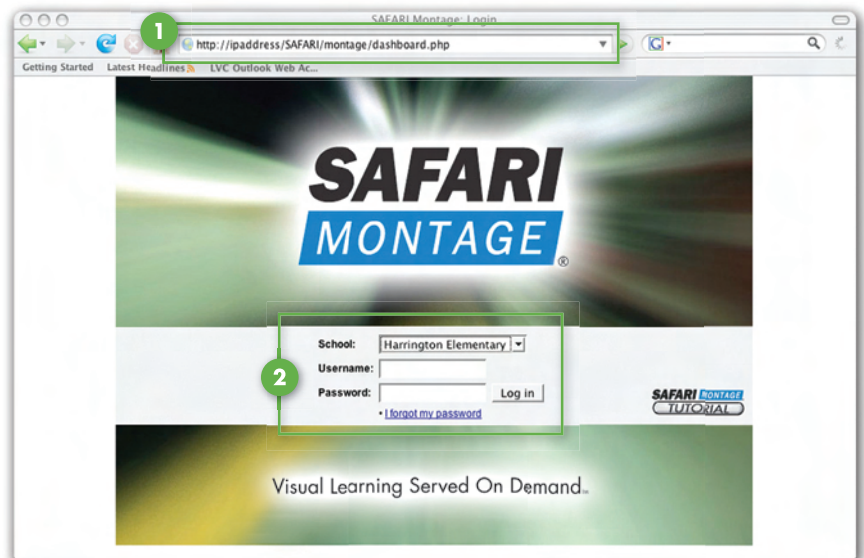 SAFARI Montage: Login
1
http://ipaddress/SAFARI/montage/dashboard.php
G
Getting Started Latest Headlines LVC Outlook Web Ac...
SAFARI
MONTAGE
®
School: Harrington Elementary
2
Username:
Password: Log in
• I forgot my password
SAFARI MONTAGE
TUTORIAL
Visual Learning Served On Demand™